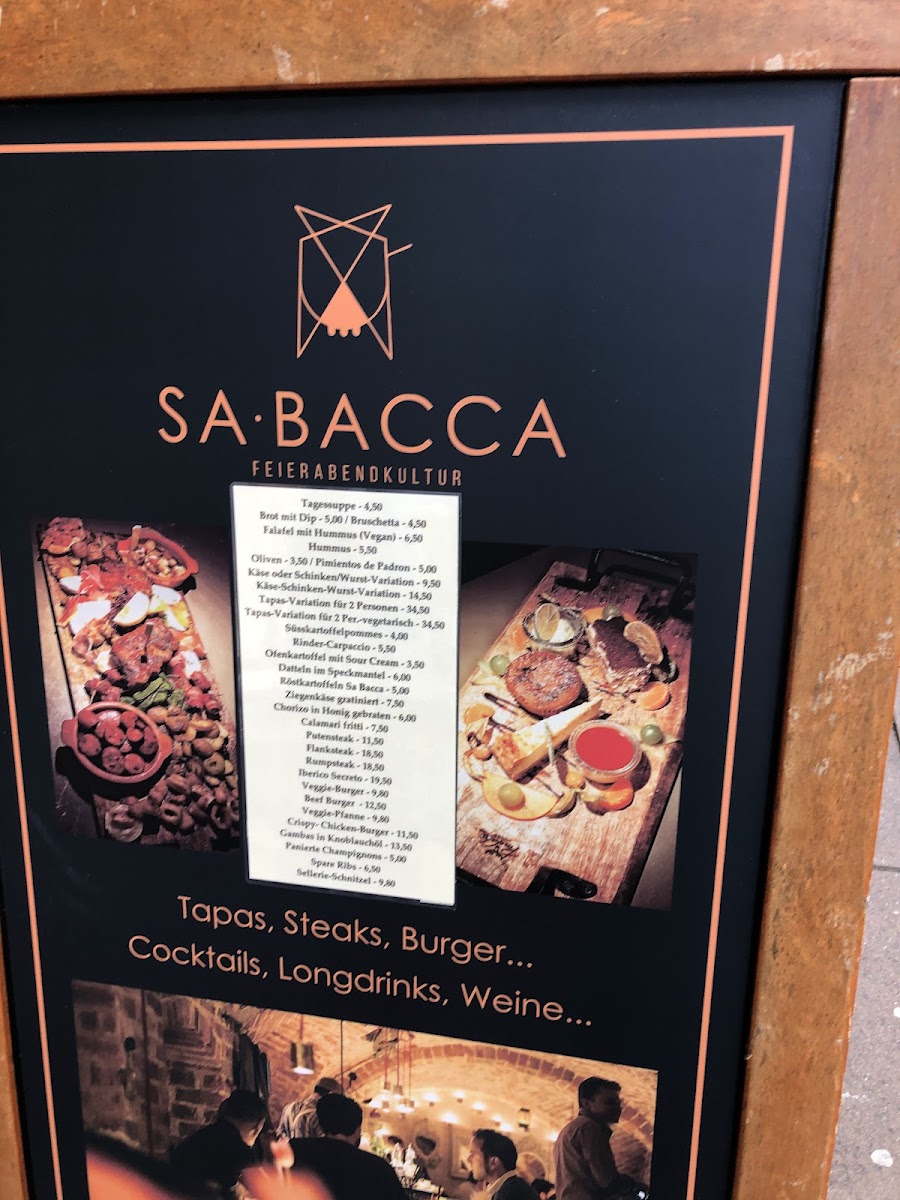 SA·BACCA
FEIERABENDKULTUR
Tagessuppe - 4,50
Brot mit Dip - 5,00 / Bruschetta - 4,50
Falafel mit Hummus (Vegan) - 6,50
Hummus - 5,50
Oliven - 3,50 / Pimientos de Padron - 5,00
Käse oder Schinken/Wurst-Variation - 9,50
Käse-Schinken-Wurst-Variation - 14,50
Tapas-Variation für 2 Personen - 34,50
Tapas-Variation für 2 Per.-vegetarisch - 34,50
Süsskartoffelpommes - 4,00
Rinder-Carpaccio - 5,50
Ofenkartoffel mit Sour Cream - 3,50
Datteln im Speckmantel - 6,00
Röstkartoffeln Sa Bacca - 5,00
Ziegenkäse gratiniert - 7,50
Chorizo in Honig gebraten - 6,00
Calamari fritti - 7,50
Putensteak - 11,50
Flanksteak - 18,50
Rumpsteak - 18,50
Iberico Secreto - 19,50
Veggie-Burger - 9,80
Beef Burger - 12,50
Veggie-Pfanne - 9,80
Crispy- Chicken-Burger - 11,50
Gambas in Knoblauchöl - 13,50
Panierte Champignons - 5,00
Spare Ribs - 6,50
Sellerie-Schnitzel - 9,80
Tapas, Steaks, Burger...
Cocktails, Longdrinks, Weine...